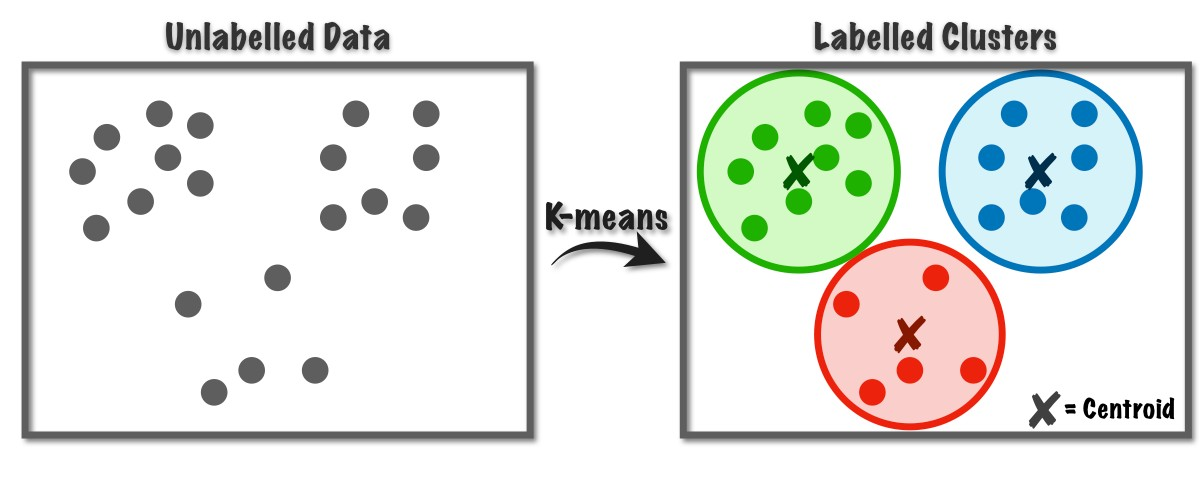 Unlabelled Data
Labelled Clusters
K-means
= Centroid